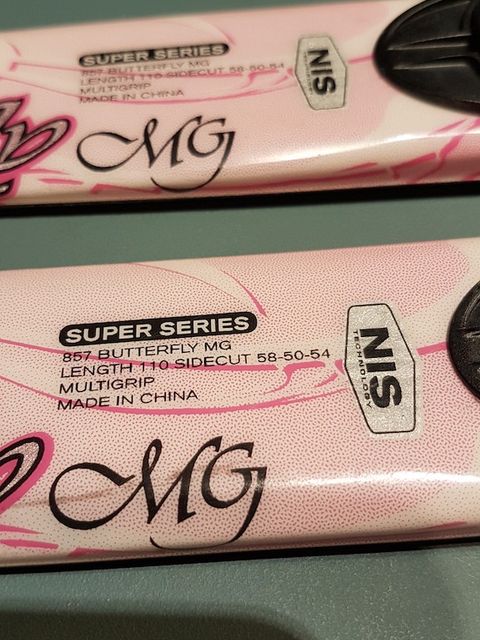 SUPER SERIES
857 BUTTERFLY MG
LENGTH 110 SIDECUT 58-50-54
MULTIGRIP
MADE IN CHINA
NIS
MG
SUPER SERIES
857 BUTTERFLY MG
LENGTH 110 SIDECUT 58-50-54
MULTIGRIP
MADE IN CHINA
NIS
TECHNOLOGY
MG